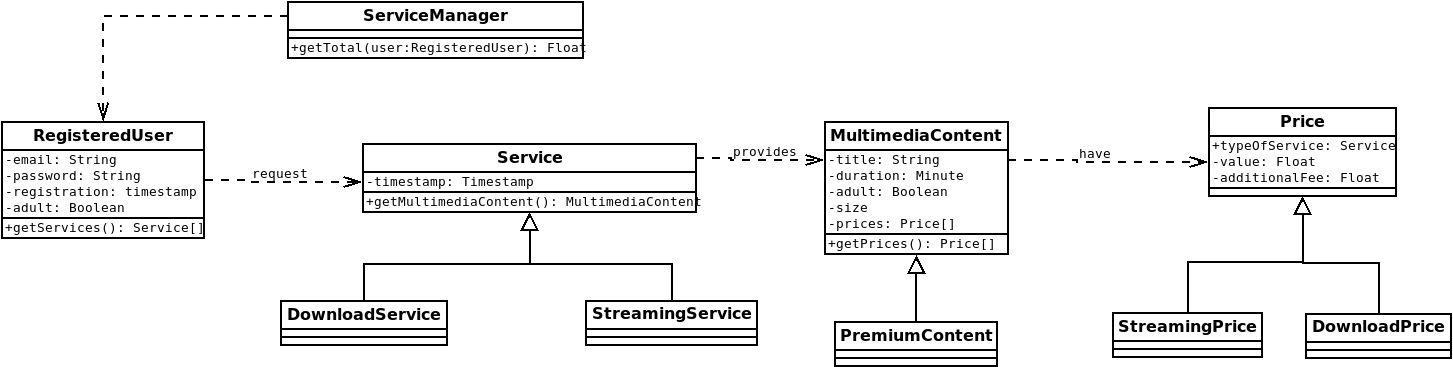 ServiceManager
+getTotal(user:RegisteredUser): Float
RegisteredUser
-email: String
-password: String
-registration: timestamp
-adult: Boolean
+getServices(): Service[]
request
Service
-timestamp: Timestamp
+getMultimediaContent(): MultimediaContent
provides
MultimediaContent
-title: String
-duration: Minute
-adult: Boolean
-size
-prices: Price[]
+getPrices(): Price[]
have
Price
+typeOfService: Service
-value: Float
-additionalFee: Float
DownloadService
StreamingService
PremiumContent
StreamingPrice
DownloadPrice